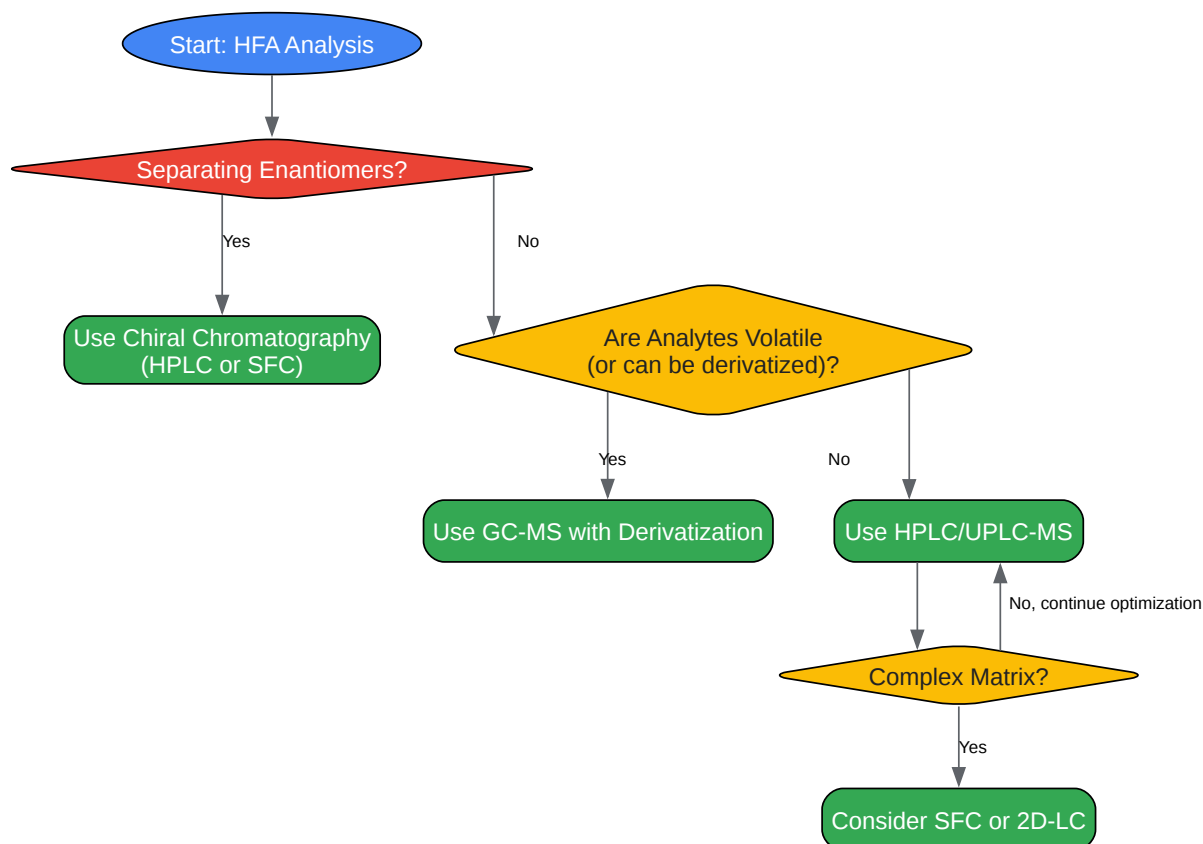 Start: HFA Analysis
Separating Enantiomers?
Yes
No
Use Chiral Chromatography
(HPLC or SFC)
Are Analytes Volatile
(or can be derivatized)?
Yes
No
Use GC-MS with Derivatization
Use HPLC/UPLC-MS
No, continue optimization
Complex Matrix?
Yes
Consider SFC or 2D-LC